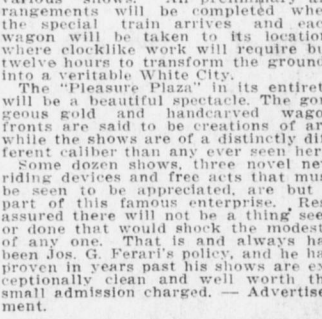 rangements will be completed whe
the special train arrives and eac
wagon will be taken to its locatio
where clocklike work will require bu
twelve hours to transform the ground
into a veritable White City.
The "Pleasure Plaza" in its entiret
will be a beautiful spectacle. The gor
geous gold and handcarved wago
fronts are said to be creations of ar
while the shows are of a distinctly dif
ferent caliber than any ever seen her
Some dozen shows, three novel ne
riding devices and free acts that mus
be seen to be appreciated, are but
part of this famous enterprise. Res
assured there will not be a thing see
or done that would shock the modest
of any one. That is and always ha
been Jos. G. Ferari's policy, and he ha
proven in years past his shows are ex
ceptionally clean and well worth th
small admission charged. — Advertise
ment.